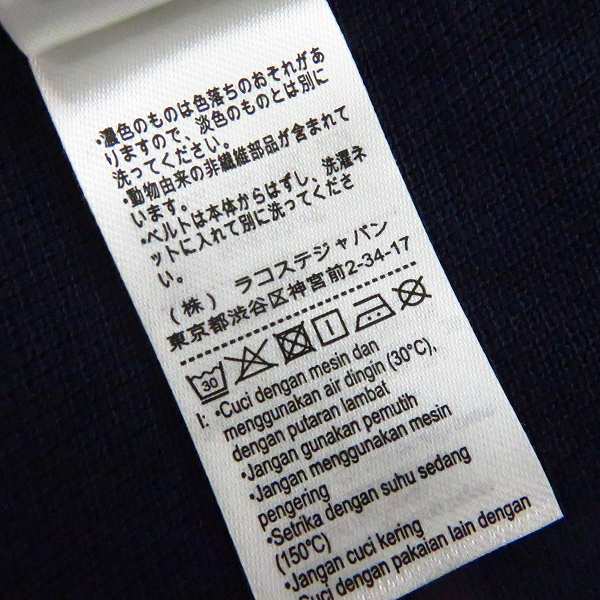 •濃色のものは色落ちのおそれがあ
りますので、淡色のものとは別に
洗ってください。
•動物由来の非繊維部品が含まれて
います。
•ベルトは本体からはずし、洗濯ネ
ットに入れて別に洗ってくださ
い。
(株) ラコステジャパン
東京都渋谷区神宮前2-34-17
30
I: •Cuci dengan mesin dan
menggunakan air dingin (30°C),
dengan putaran lambat
•Jangan gunakan pemutih
•Jangan menggunakan mesin
pengering
•Setrika dengan suhu sedang
(150°C)
•Jangan cuci kering
•Cuci dengan pakaian lain dengan